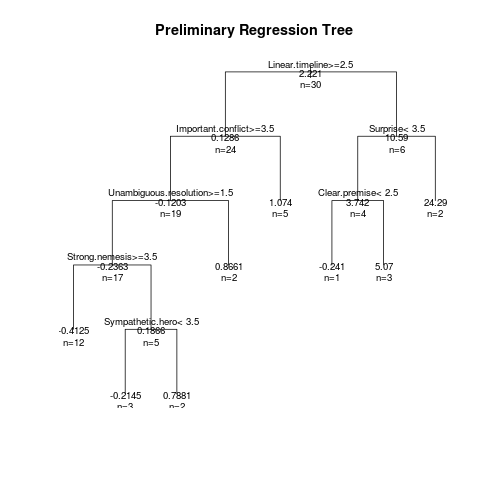 Preliminary Regression Tree
Linear.timeline>=2.5
2.221
n=30
Important.conflict>=3.5
0.1286
n=24
Surprise< 3.5
10.59
n=6
Unambiguous.resolution>=1.5
-0.1203
n=19
1.074
n=5
Clear.premise< 2.5
3.742
n=4
24.29
n=2
Strong.nemesis>=3.5
-0.2363
n=17
0.8661
n=2
-0.241
n=1
5.07
n=3
-0.4125
n=12
Sympathetic.hero< 3.5
0.1866
n=5
-0.2145
n=3
0.7881
n=2